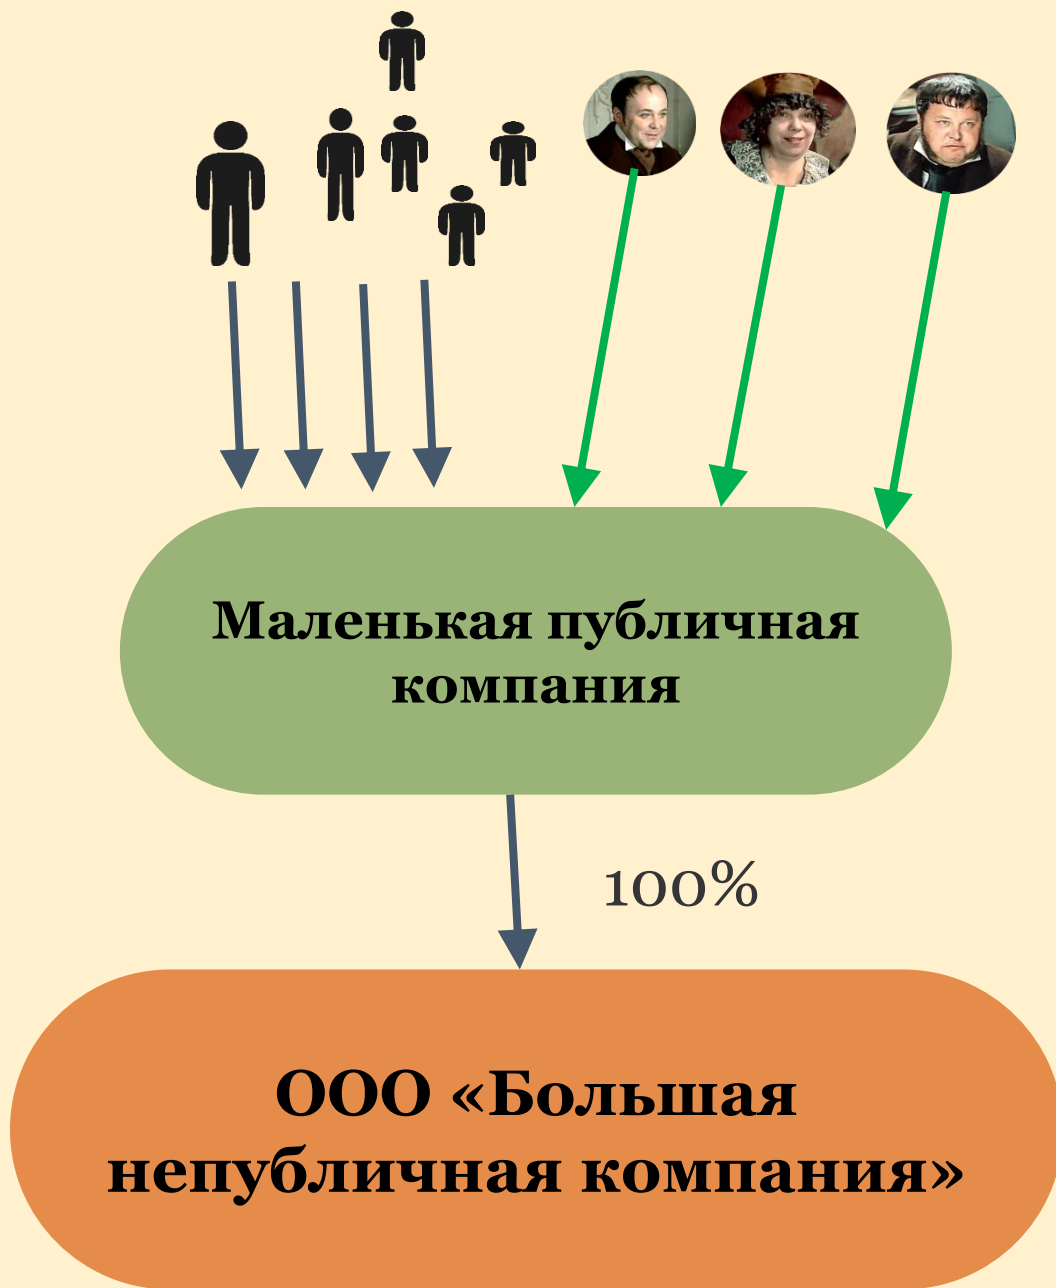 Маленькая публичная
компания
100%
ООО «Большая
непубличная компания»